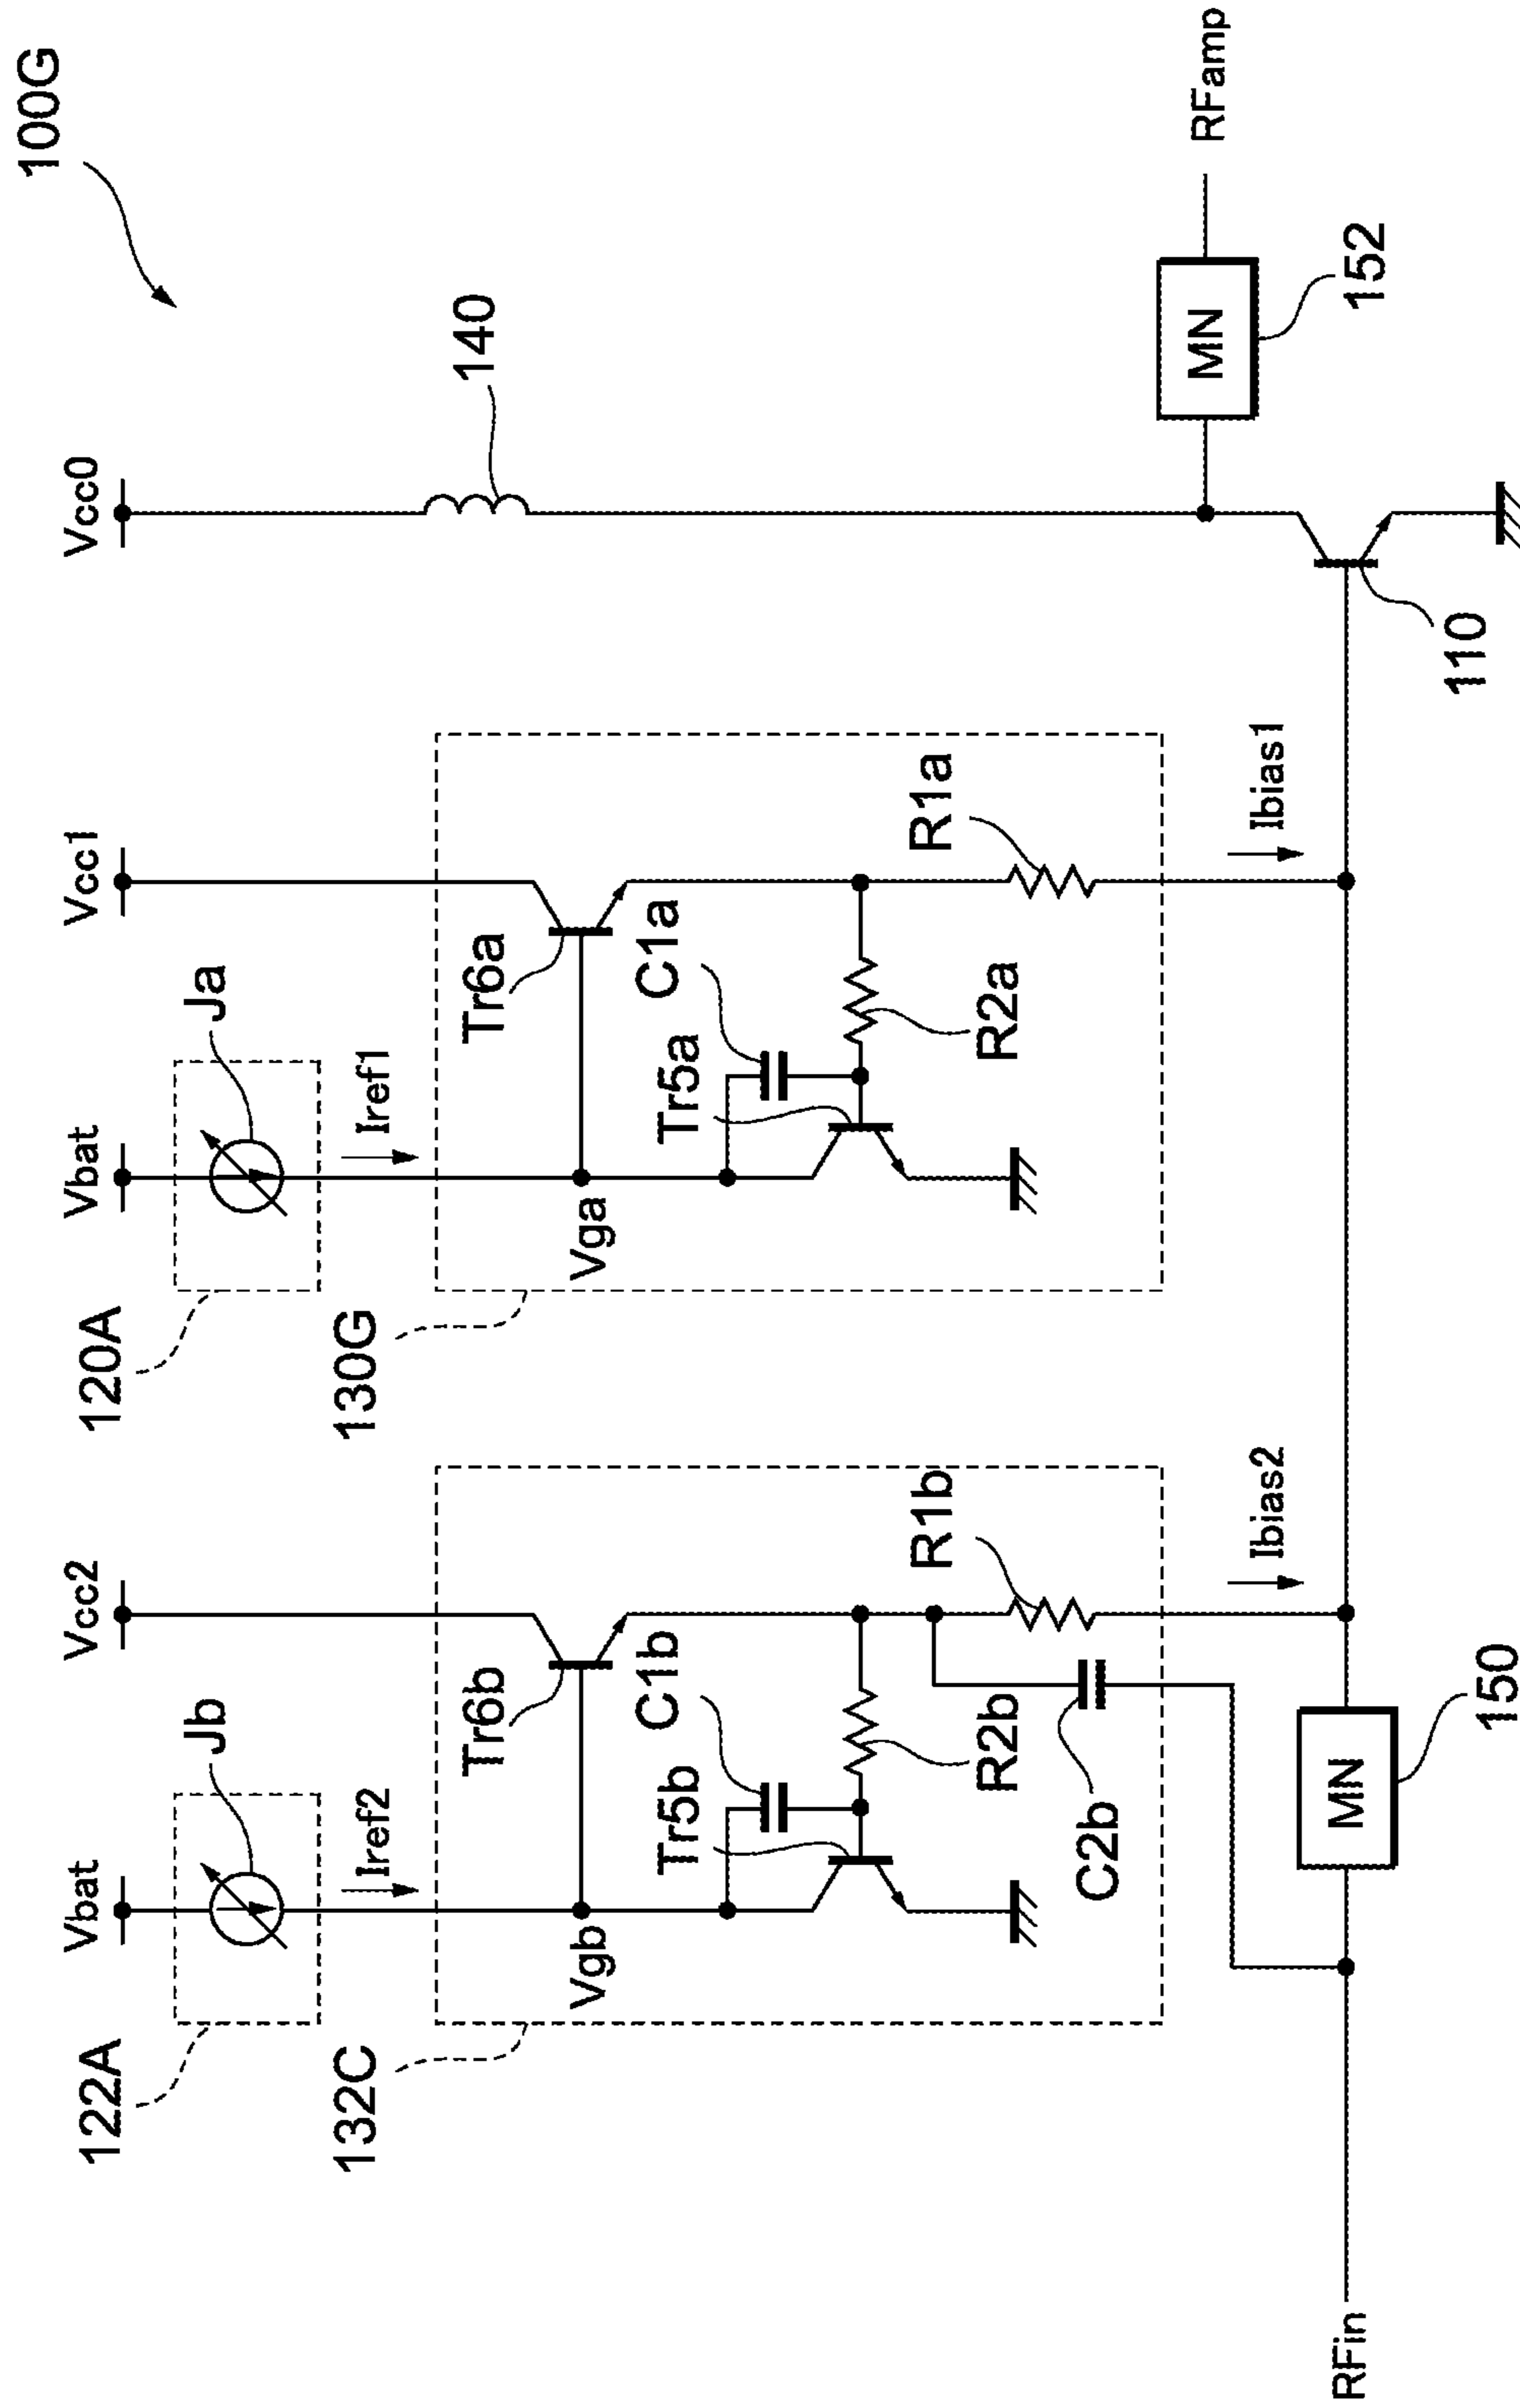 100G
Vbat
Vcc2
Vbat
Vcc1
Vcc0
122A
Jb
120A
Ja
140
Iref2
Iref1
132C
Tr6b
130G
Tr6a
Vgb
C1b
Vga
C1a
Tr5b
Tr5a
R1b
R1a
R2b
R2a
C2b
RFamp
MN
152
Ibias2
Ibias1
RFin
MN
150
110